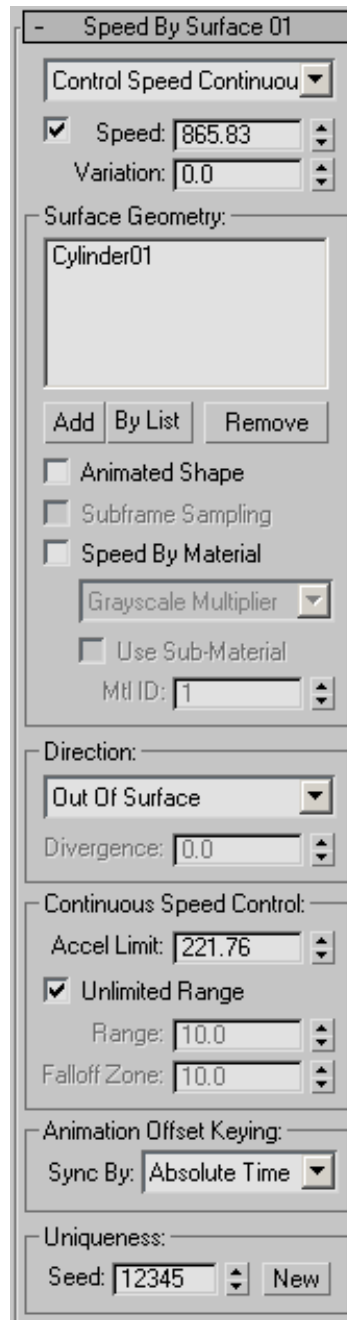 - Speed By Surface 01
Control Speed Continuou
Speed: 865.83
Variation: 0.0
Surface Geometry:
Cylinder01
Add By List Remove
Animated Shape
Subframe Sampling
Speed By Material
Grayscale Multiplier
Use Sub-Material
Mtl ID: 1
Direction:
Out Of Surface
Divergence: 0.0
Continuous Speed Control:
Accel Limit: 221.76
Unlimited Range
Range: 10.0
Falloff Zone: 10.0
Animation Offset Keying:
Sync By: Absolute Time
Uniqueness:
Seed: 12345 New